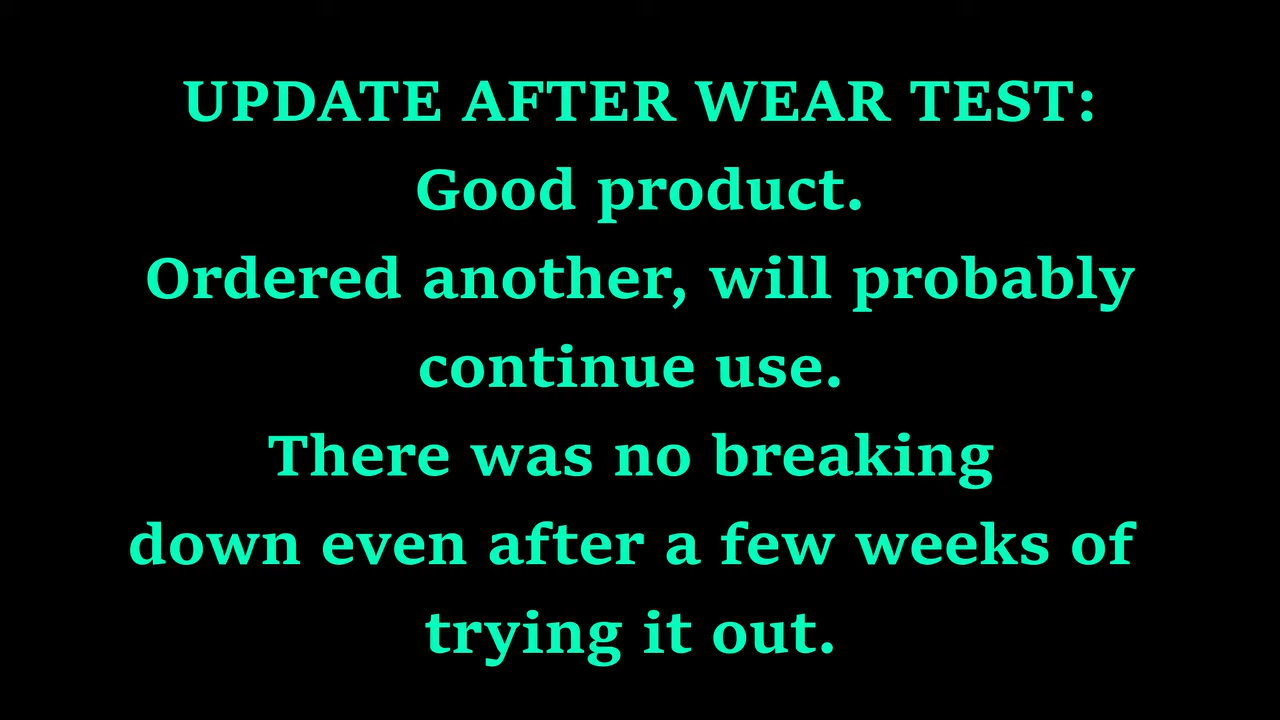 UPDATE AFTER WEAR TEST:
Good product.
Ordered another, will probably
continue use.
There was no breaking
down even after a few weeks of
trying it out.